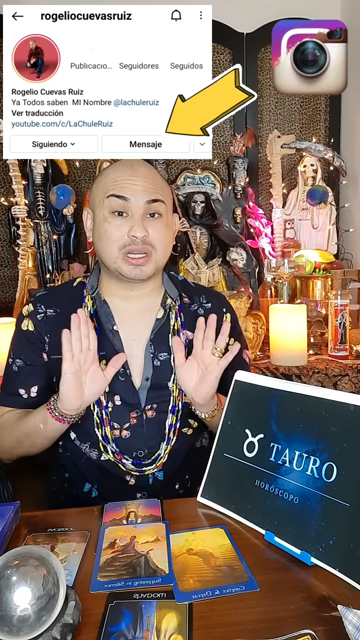 rogeliocuevasruiz
Publicacio... Seguidores Seguidos
Rogelio Cuevas Ruiz
Ya Todos saben MI Nombre @lachuleruiz
Ver traducción
youtube.com/c/LaChuleRuiz
Siguiendo Mensaje
TAURO
HORÓSCOPO